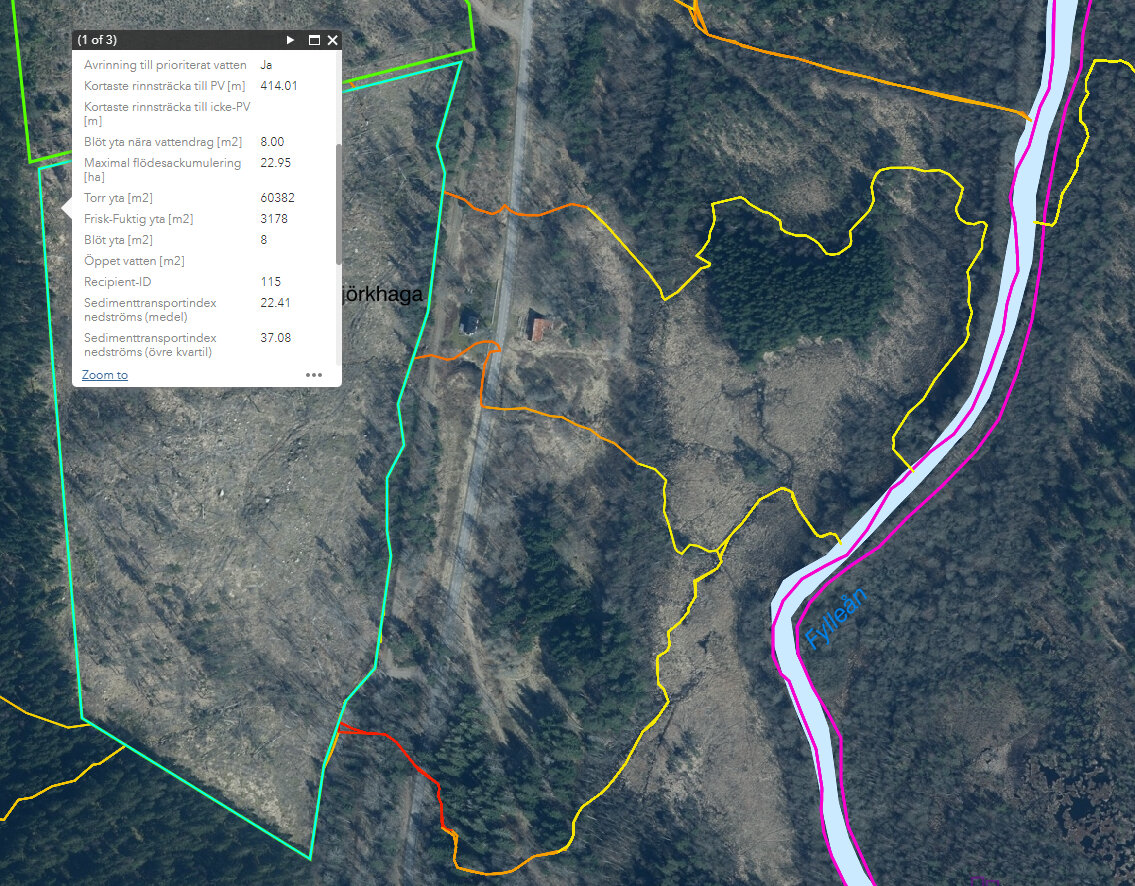 (1 of 3)
Avrinning till prioriterat vatten Ja
Kortaste rinnsträcka till PV [m] 414.01
Kortaste rinnsträcka till icke-PV
[m]
Blöt yta nära vattendrag [m2] 8.00
Maximal flödesackumulering 22.95
[ha]
Torr yta [m2] 60382
Frisk-Fuktig yta [m2] 3178
Blöt yta [m2] 8
Öppet vatten [m2]
Recipient-ID 115
Sedimenttransportindex 22.41
nedströms (medel)
Sedimenttransportindex 37.08
nedströms (övre kvartil)
Zoom to
jörkhaga
Fylleån